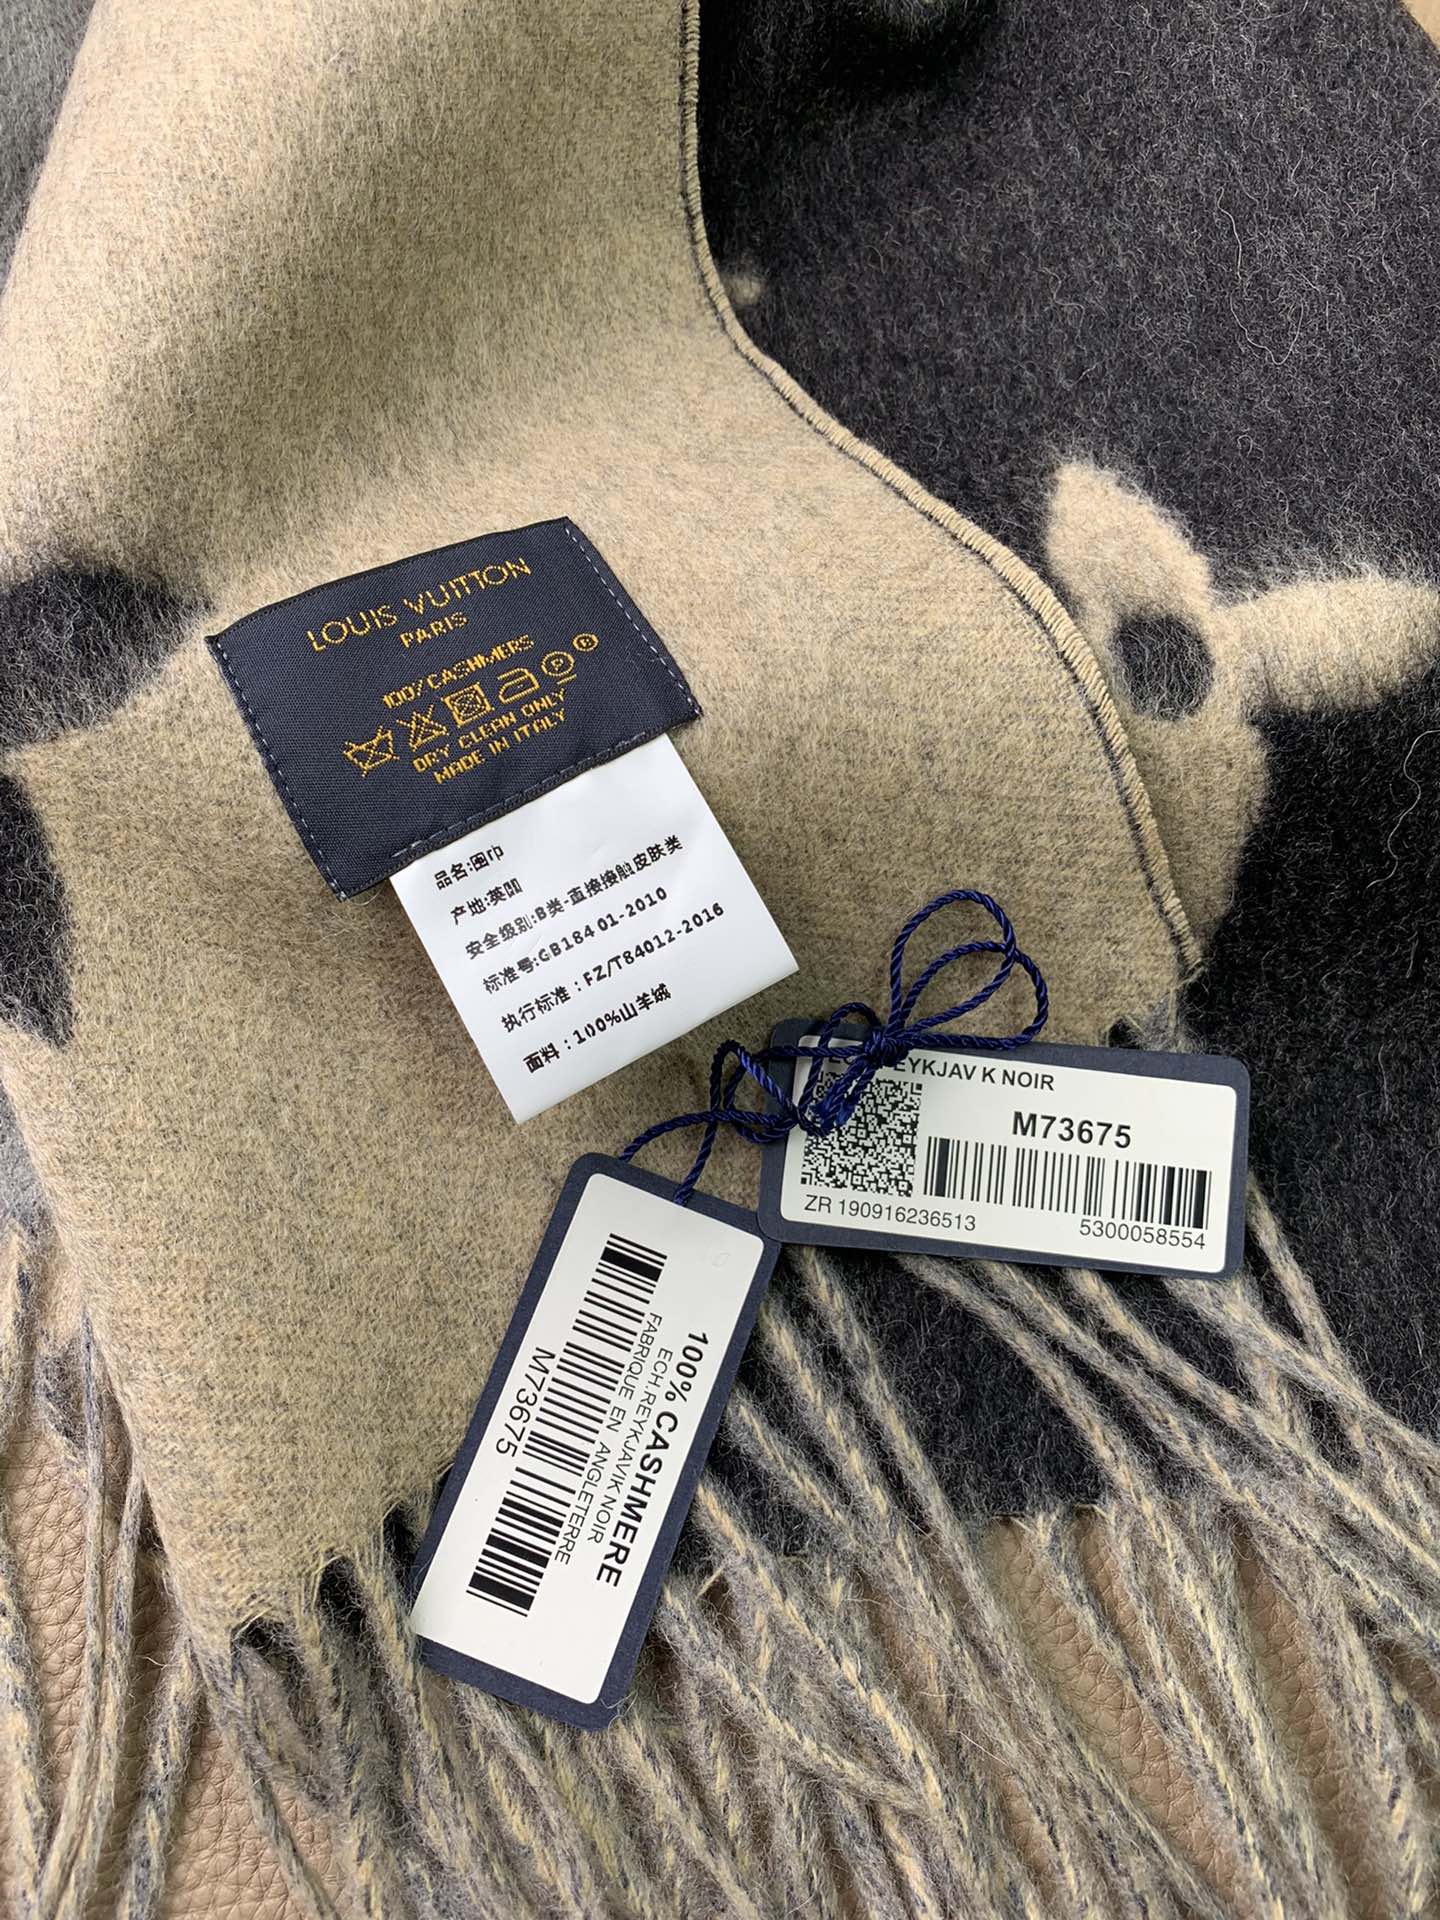 LOUIS VUITTON
PARIS
100% CASHMERS
DRY CLEAN ONLY
MADE IN ITALY
品名:围巾
产地:英国
安全级别:B类-直接接触皮肤类
标准号:GB18401-2010
执行标准:FZ/T84012-2016
面料:100%山羊绒
EYKJAV K NOIR
M73675
ZR 190916236513
5300058554
100% CASHMERE
ECH.REYKJAVIK NOIR
FABRIQUE EN ANGLETERRE
M73675